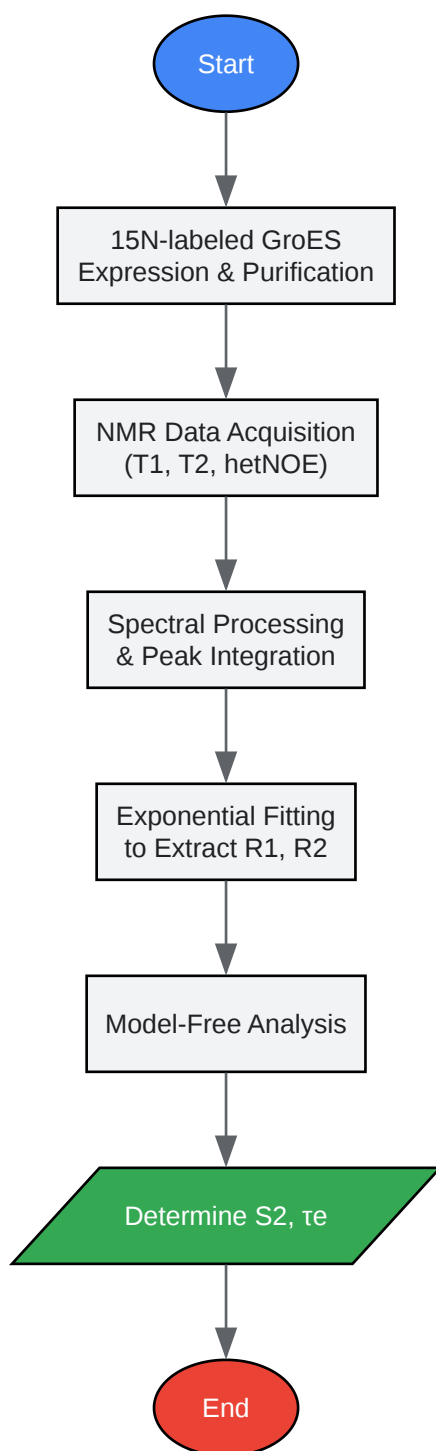 Start
15N-labeled GroES
Expression & Purification
NMR Data Acquisition
(T1, T2, hetNOE)
Spectral Processing
& Peak Integration
Exponential Fitting
to Extract R1, R2
Model-Free Analysis
Determine S2, τe
End